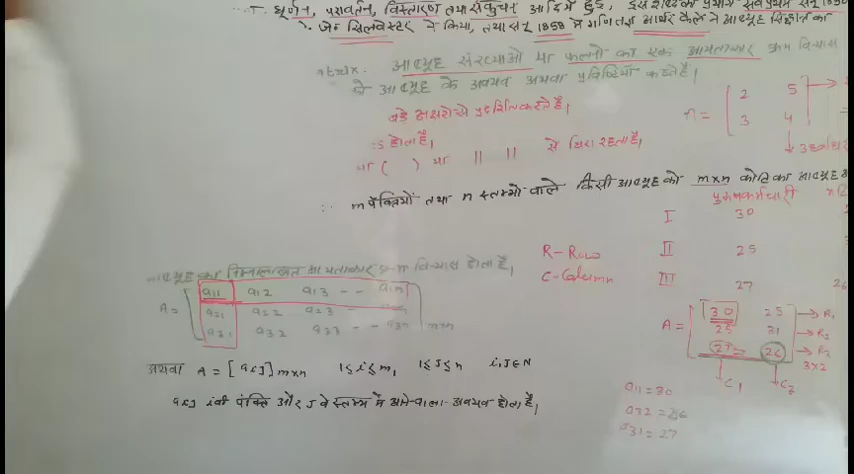 घूर्णन, परावर्तन, विस्तारण तथा संकुचन आदि में हुई, इस शब्द का प्रयोग सर्वप्रथम सन् 1850
जेम्स सिलवेस्टर ने किया, तथा सन् 1858 में गणितज्ञ आर्थर केले ने आव्यूह सिद्धांत का
आव्यूह संख्याओं या फलनों का एक आयताकार क्रम विन्यास
को आव्यूह के अवयव अथवा प्रविष्टियाँ कहते हैं।
बड़े अक्षरों से प्रदर्शित करते हैं।
A = [ 2 5
3 4 ]
होता है,
या ( ) या || || से घिरा रहता है,
m पंक्तियों तथा n स्तम्भों वाले किसी आव्यूह को m×n कोटि का आव्यूह
पुरुष कर्मचारी
I 30
R-Row II 25
C-Column III 27 26
आव्यूह का निम्नलिखित आयताकार क्रम विन्यास होता है,
A = [ a11 a12 a13 -- a1n
a21 a22 a23 --
a31 a32 a33 -- a3n ] m×n
A = [ 30 25 → R1
25 31 → R2
27 26 ] → R3
3×2
C1 C2
अथवा A = [aij]m×n 1≤i≤m, 1≤j≤n i,j∈N
aij iवीं पंक्ति और j वें स्तम्भ में आने वाला अवयव होता है,
a11 = 30
a32 = 26
a31 = 27